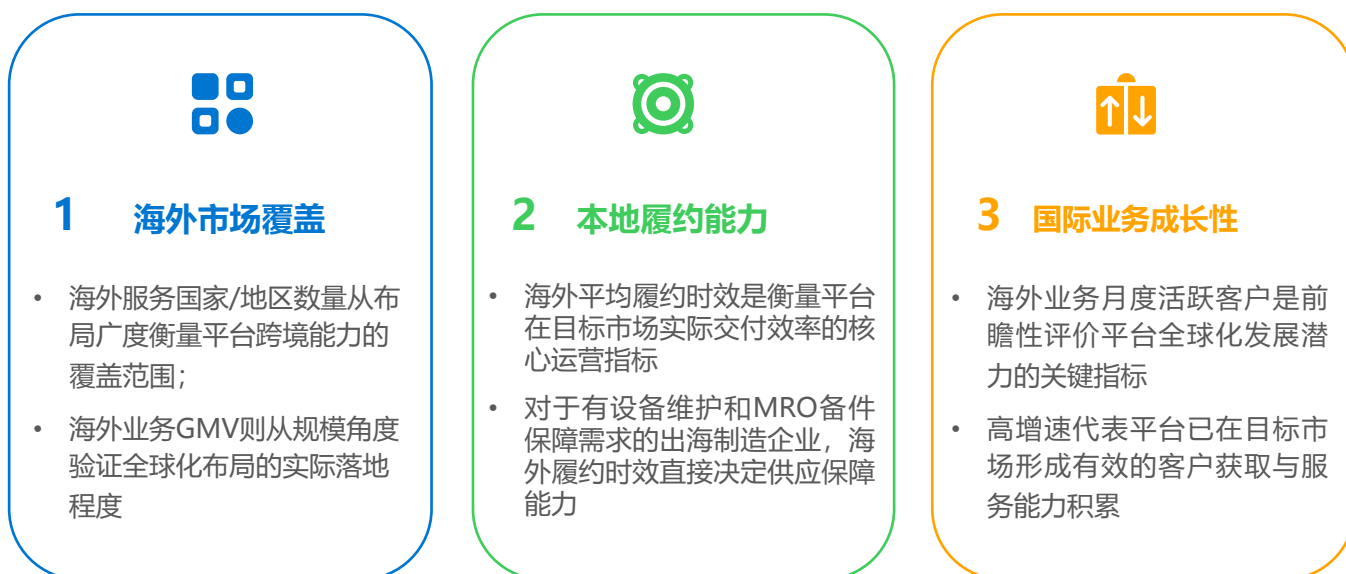 1 海外市场覆盖
• 海外服务国家/地区数量从布
局广度衡量平台跨境能力的
覆盖范围；
• 海外业务GMV则从规模角度
验证全球化布局的实际落地
程度
2 本地履约能力
• 海外平均履约时效是衡量平台
在目标市场实际交付效率的核
心运营指标
• 对于有设备维护和MRO备件
保障需求的出海制造企业，海
外履约时效直接决定供应保障
能力
3 国际业务成长性
• 海外业务月度活跃客户是前
瞻性评价平台全球化发展潜
力的关键指标
• 高增速代表平台已在目标市
场形成有效的客户获取与服
务能力积累